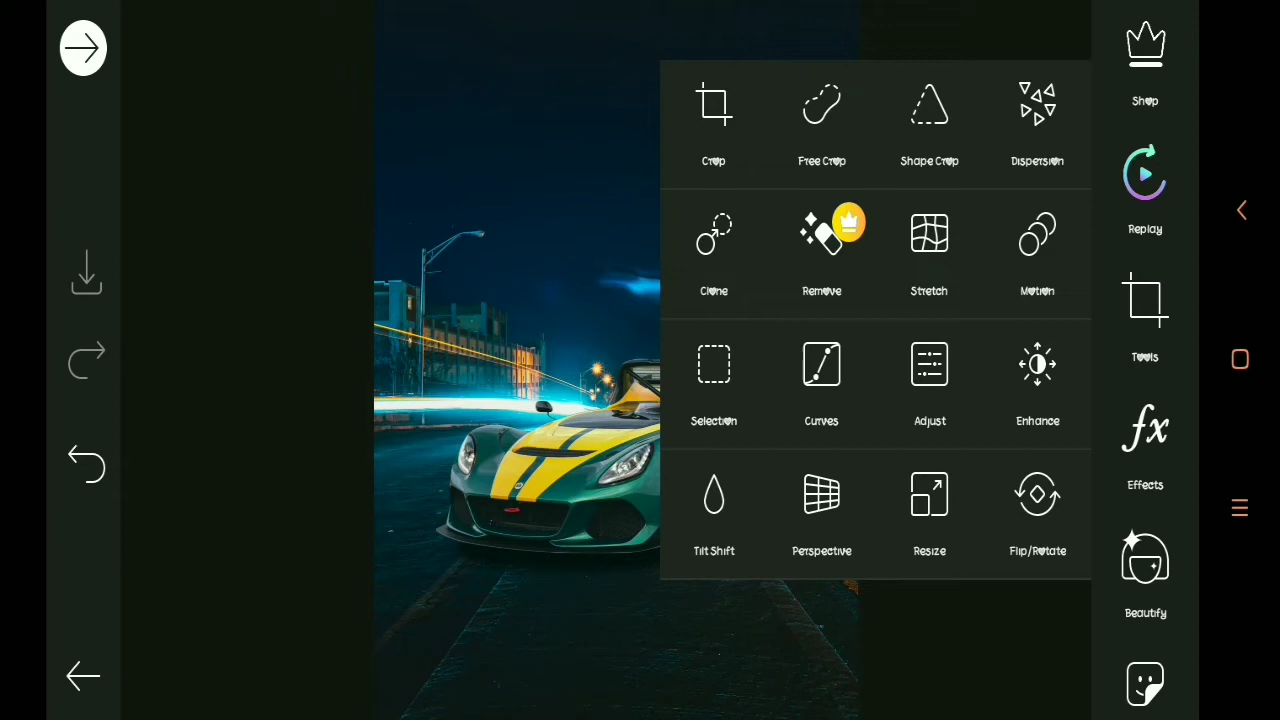 Shop
Crop Free Crop Shape Crop Dispersion
Replay
Clone Remove Stretch Motion
Tools
Selection Curves Adjust Enhance
fx
Effects
Tilt Shift Perspective Resize Flip/Rotate
Beautify